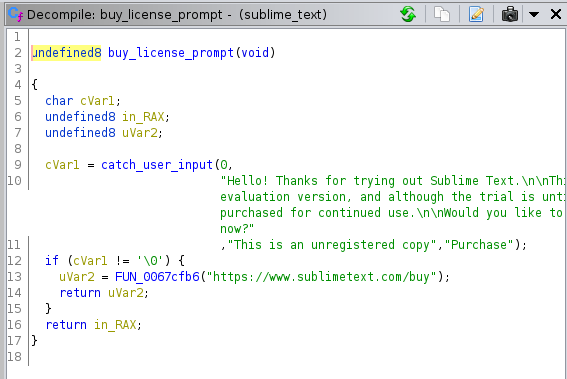 Decompile: buy_license_prompt - (sublime_text)
1
2 undefined8 buy_license_prompt(void)
3
4 {
5 char cVar1;
6 undefined8 in_RAX;
7 undefined8 uVar2;
8
9 cVar1 = catch_user_input(0,
10 "Hello! Thanks for trying out Sublime Text.\n\nThi
evaluation version, and although the trial is unti
purchased for continued use.\n\nWould you like to
now?"
11 ,"This is an unregistered copy","Purchase");
12 if (cVar1 != '\0') {
13 uVar2 = FUN_0067cfb6("https://www.sublimetext.com/buy");
14 return uVar2;
15 }
16 return in_RAX;
17 }
18